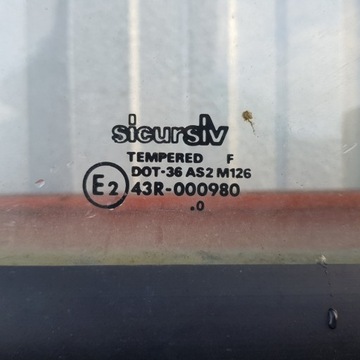 sicursiv
TEMPERED F
DOT-36 AS2 M126
E2 43R-000980
.0